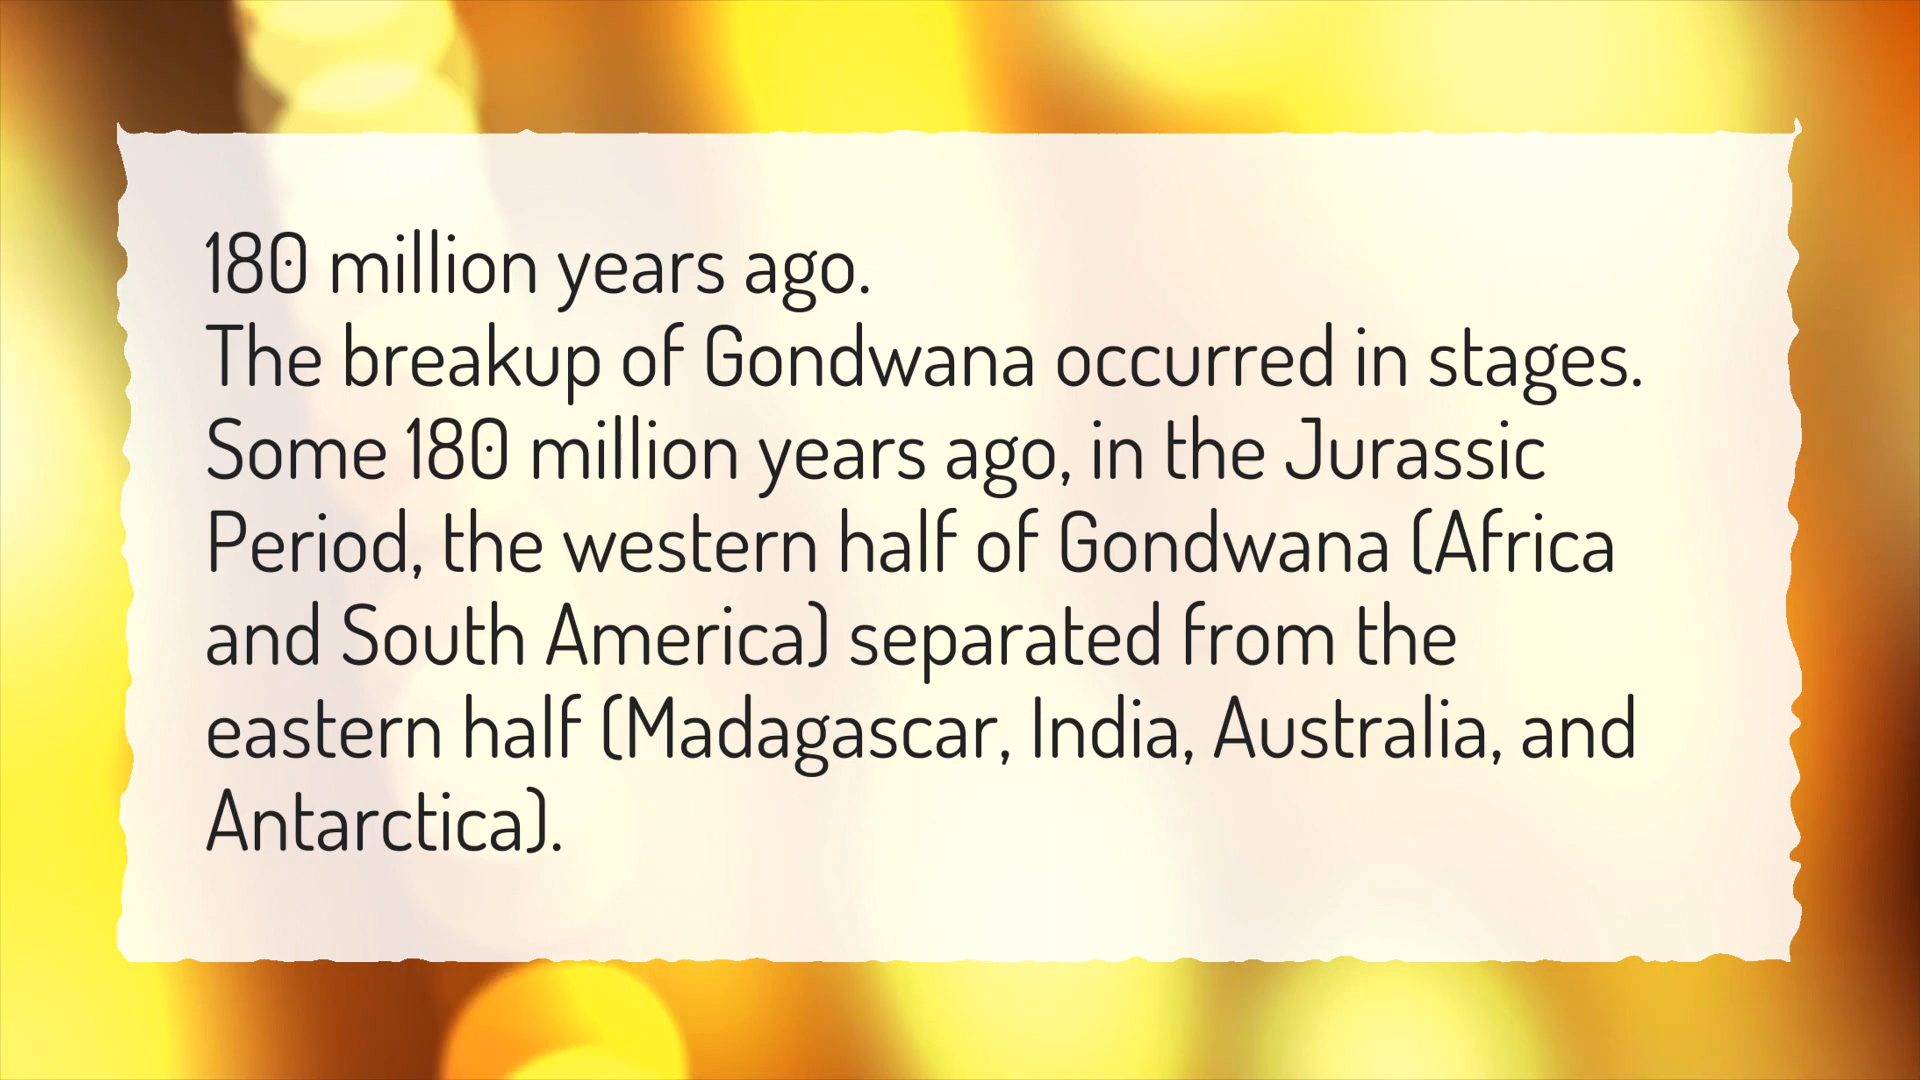 180 million years ago.
The breakup of Gondwana occurred in stages.
Some 180 million years ago, in the Jurassic
Period, the western half of Gondwana (Africa
and South America) separated from the
eastern half (Madagascar, India, Australia, and
Antarctica).